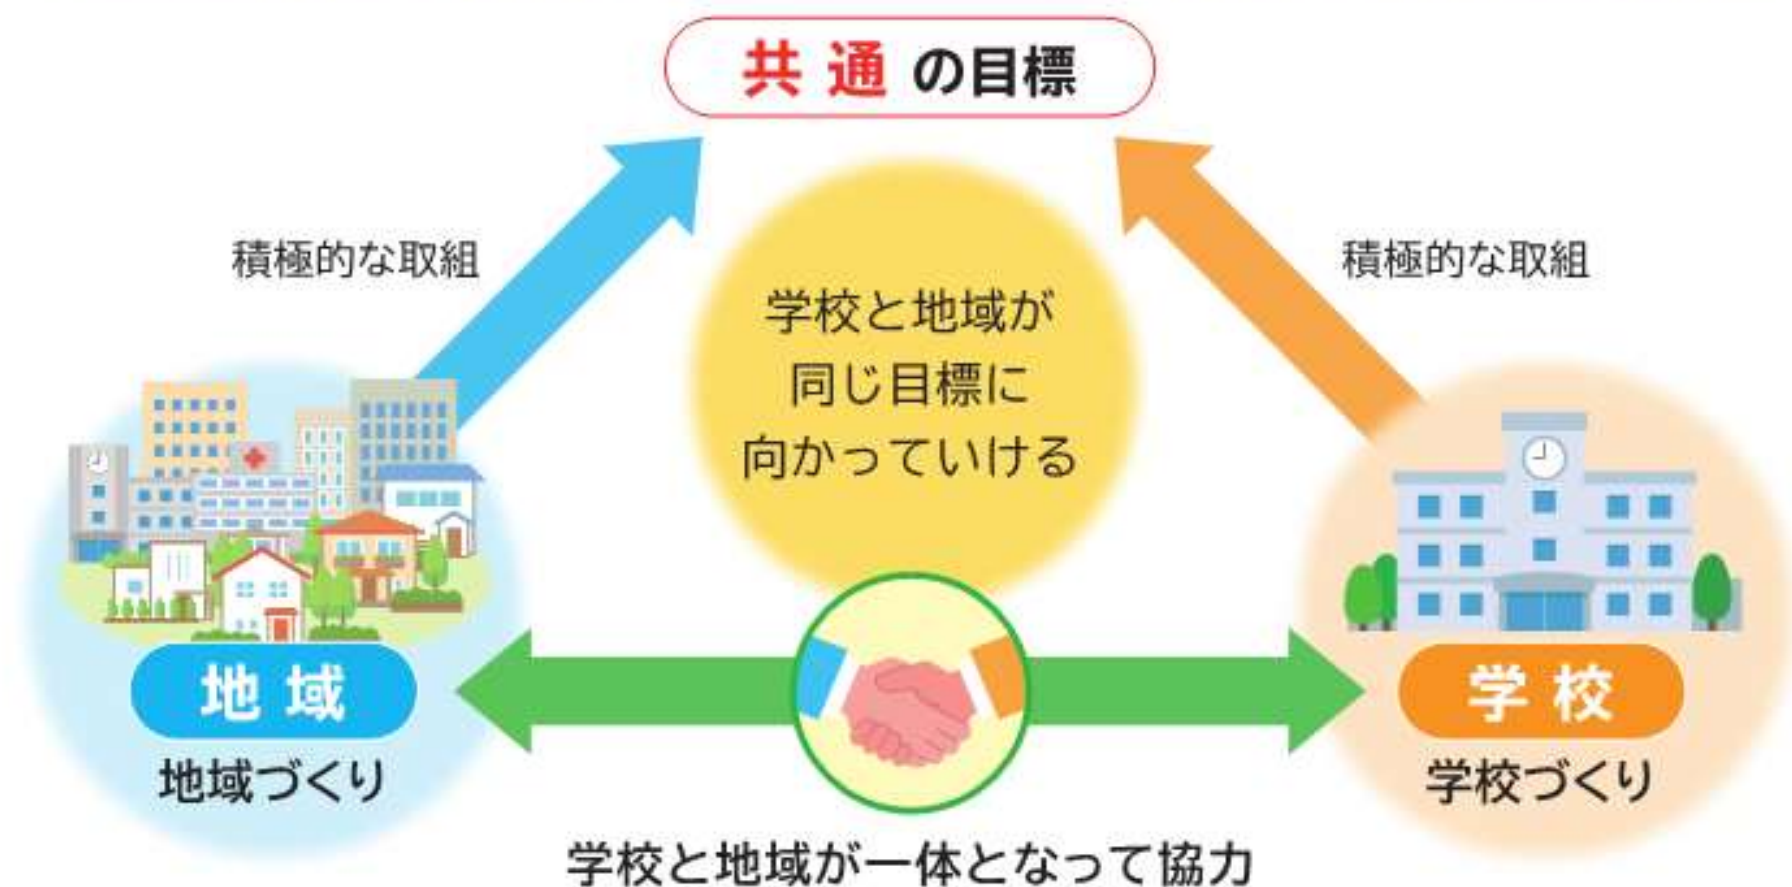 共通の目標
積極的な取組
積極的な取組
学校と地域が
同じ目標に
向かっていける
地域
地域づくり
学校
学校づくり
学校と地域が一体となって協力